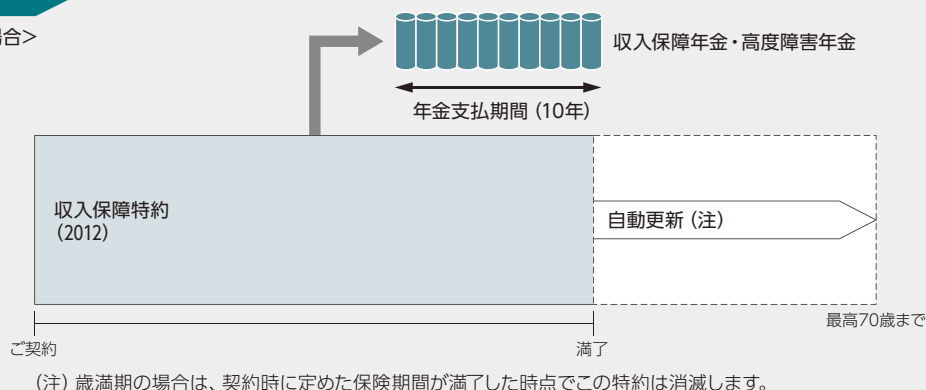 場合>
収入保障年金・高度障害年金
年金支払期間（10年）
収入保障特約
（2012）
自動更新（注）
最高70歳まで
ご契約
満了
（注）歳満期の場合は、契約時に定めた保険期間が満了した時点でこの特約は消滅します。